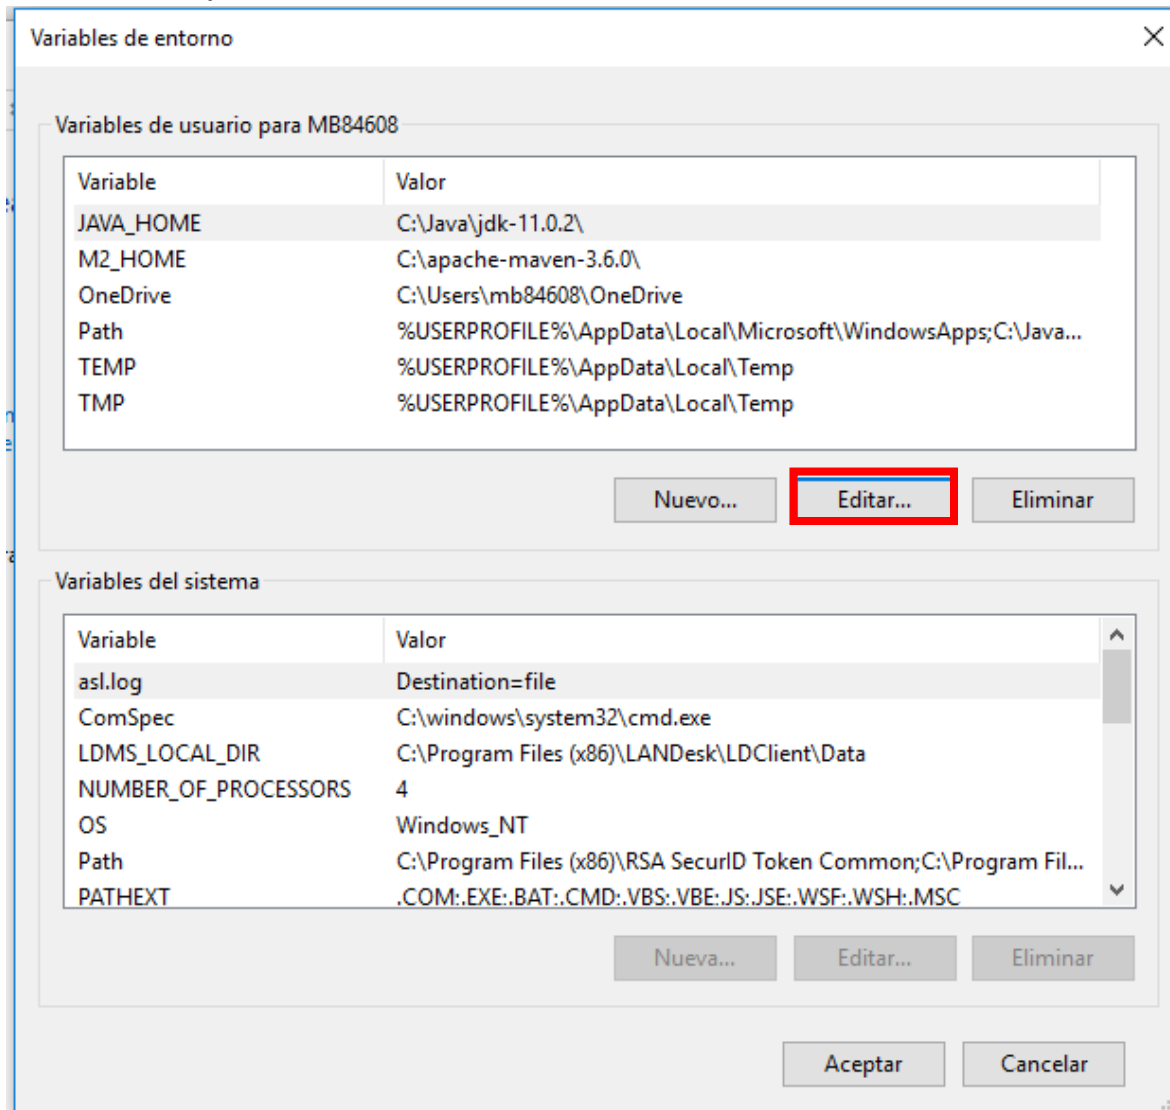 Variables de entorno
Variables de usuario para MB84608
Variable Valor
JAVA_HOME C:\Java\jdk-11.0.2\
M2_HOME C:\apache-maven-3.6.0\
OneDrive C:\Users\mb84608\OneDrive
Path %USERPROFILE%\AppData\Local\Microsoft\WindowsApps;C:\Java...
TEMP %USERPROFILE%\AppData\Local\Temp
TMP %USERPROFILE%\AppData\Local\Temp
Nuevo... Editar... Eliminar
Variables del sistema
Variable Valor
asl.log Destination=file
ComSpec C:\windows\system32\cmd.exe
LDMS_LOCAL_DIR C:\Program Files (x86)\LANDesk\LDClient\Data
NUMBER_OF_PROCESSORS 4
OS Windows_NT
Path C:\Program Files (x86)\RSA SecurID Token Common;C:\Program Fil...
PATHEXT .COM;.EXE;.BAT;.CMD;.VBS;.VBE;.JS;.JSE;.WSF;.WSH;.MSC
Nueva... Editar... Eliminar
Aceptar Cancelar